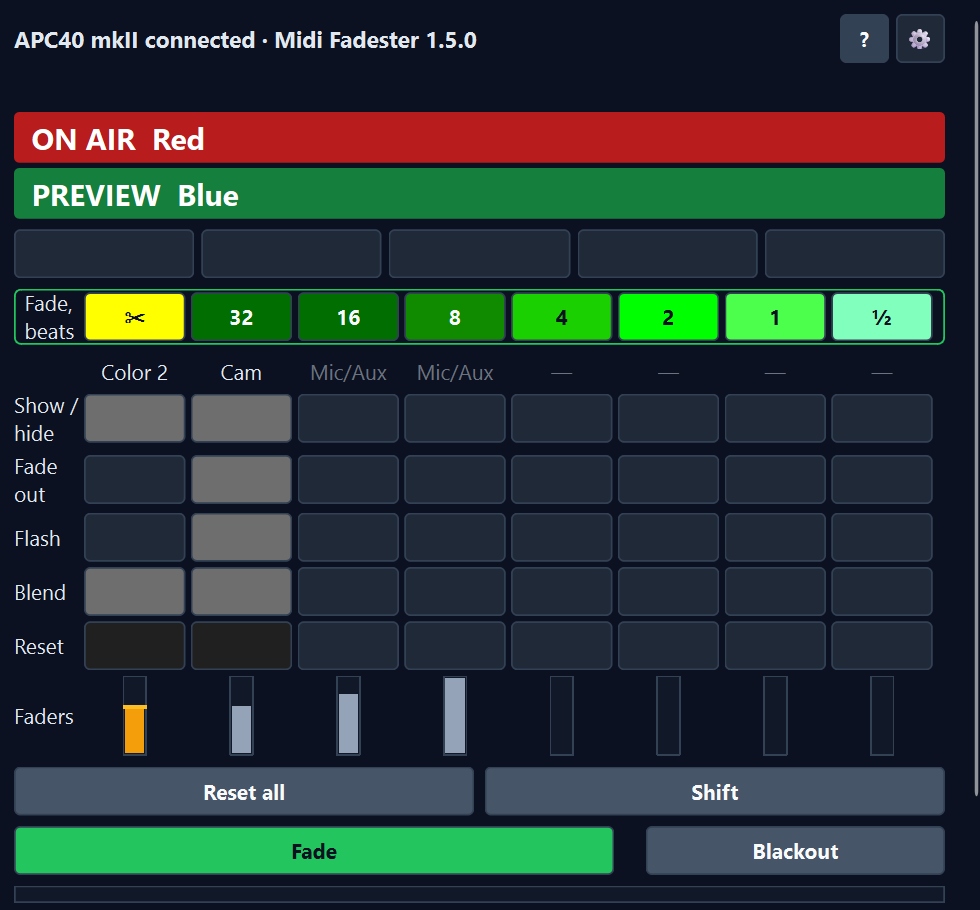 APC40 mkII connected · Midi Fadester 1.5.0
?
ON AIR Red
PREVIEW Blue
Fade, beats
✂ 32 16 8 4 2 1 ½
Color 2 Cam Mic/Aux Mic/Aux — — — —
Show / hide
Fade out
Flash
Blend
Reset
Faders
Reset all Shift
Fade Blackout